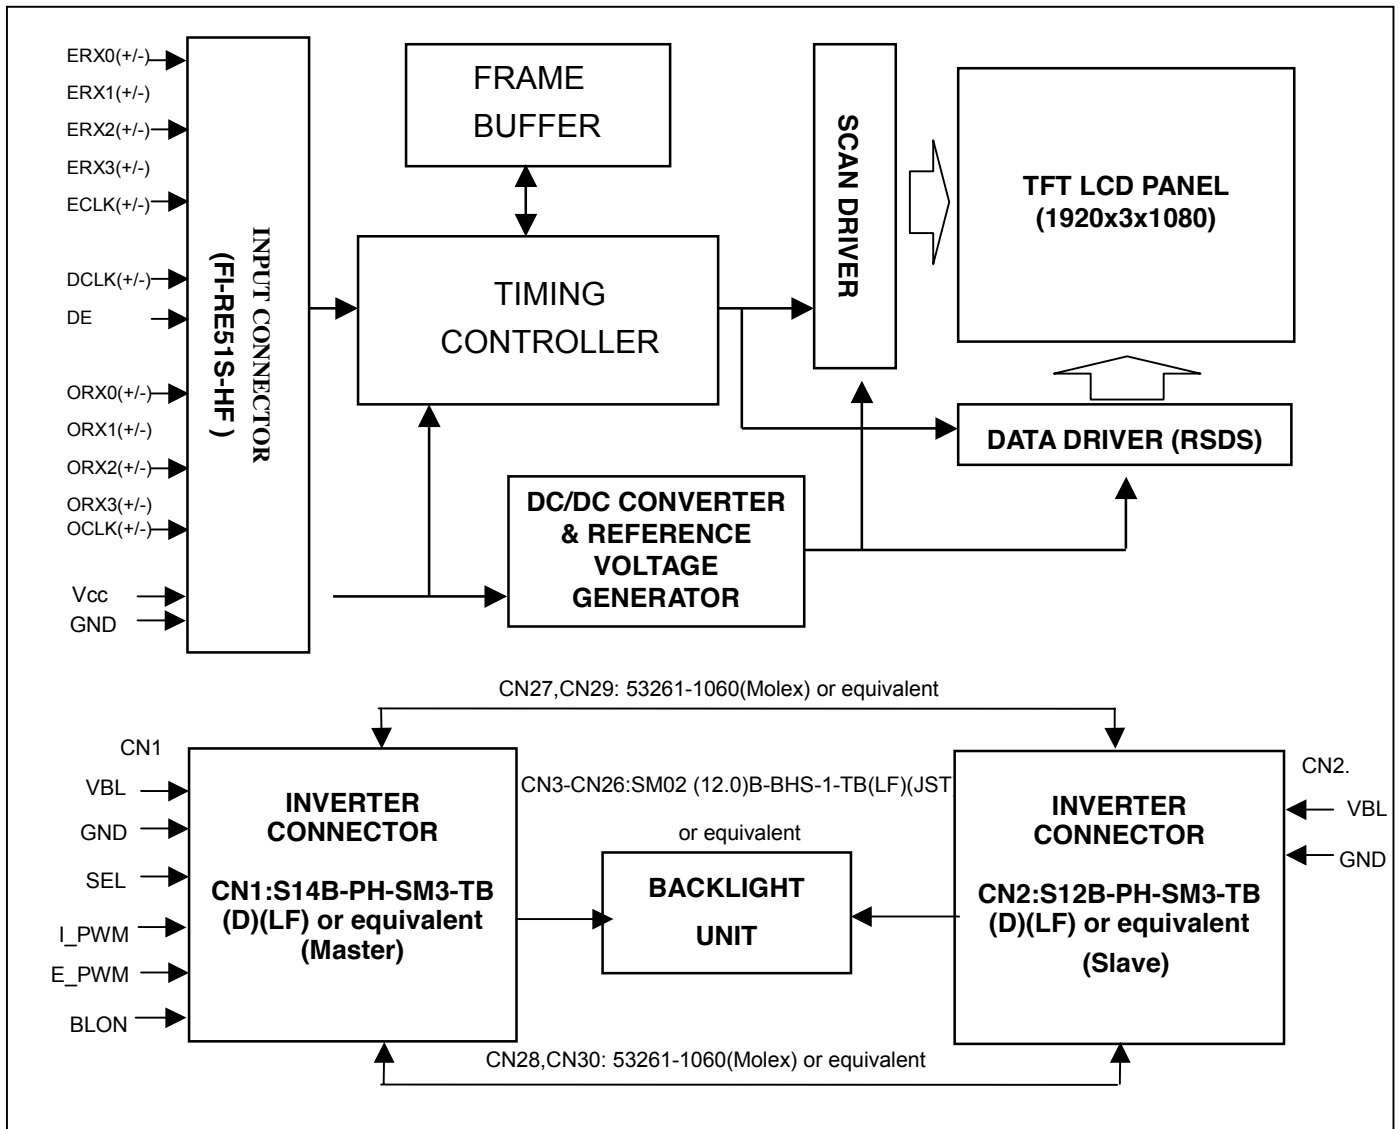 ERX0(+/-)
ERX1(+/-)
ERX2(+/-)
ERX3(+/-)
ECLK(+/-)
DCLK(+/-)
DE
ORX0(+/-)
ORX1(+/-)
ORX2(+/-)
ORX3(+/-)
OCLK(+/-)
Vcc
GND
INPUT CONNECTOR
(FI-RE51S-HF )
FRAME
BUFFER
TIMING
CONTROLLER
SCAN DRIVER
TFT LCD PANEL
(1920x3x1080)
DATA DRIVER (RSDS)
DC/DC CONVERTER
& REFERENCE
VOLTAGE
GENERATOR
CN27,CN29: 53261-1060(Molex) or equivalent
CN1
VBL
GND
SEL
I_PWM
E_PWM
BLON
INVERTER
CONNECTOR
CN1:S14B-PH-SM3-TB
(D)(LF) or equivalent
(Master)
CN3-CN26:SM02 (12.0)B-BHS-1-TB(LF)(JST)
or equivalent
BACKLIGHT
UNIT
INVERTER
CONNECTOR
CN2:S12B-PH-SM3-TB
(D)(LF) or equivalent
(Slave)
CN2.
VBL
GND
CN28,CN30: 53261-1060(Molex) or equivalent